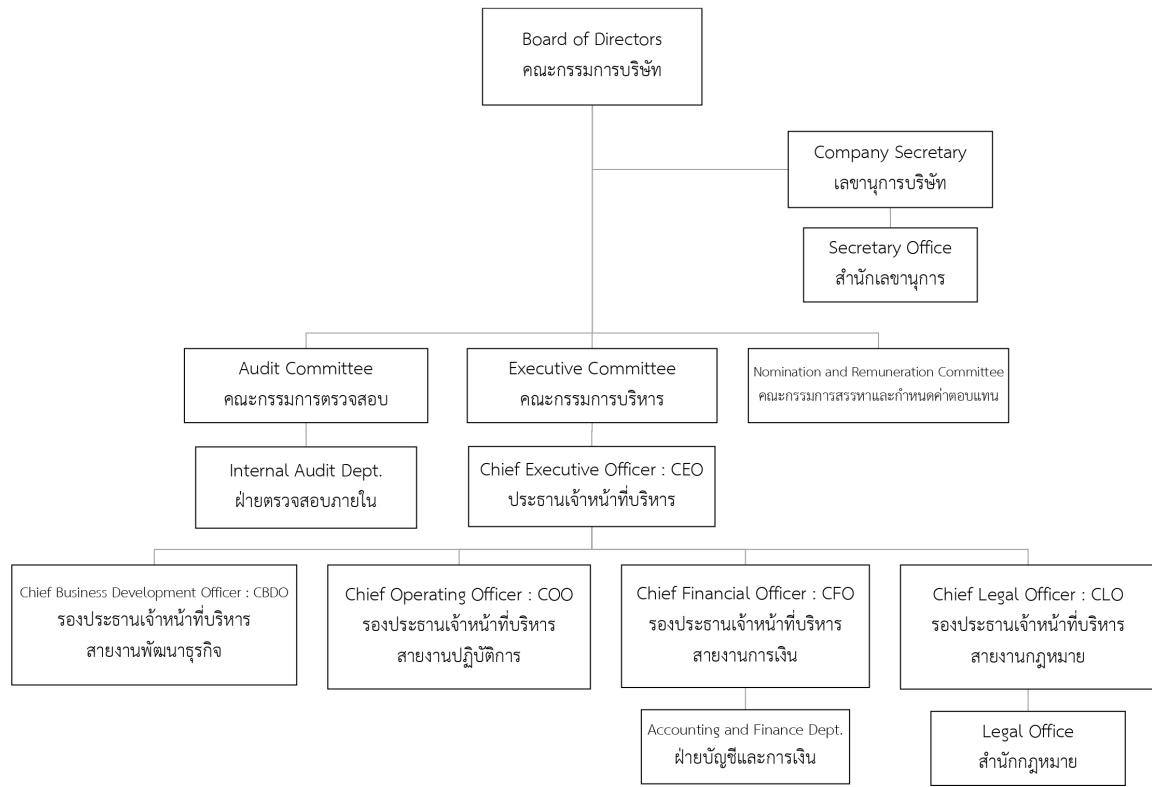 Board of Directors
คณะกรรมการบริษัท
Company Secretary
เลขานุการบริษัท
Secretary Office
สำนักเลขานุการ
Audit Committee
คณะกรรมการตรวจสอบ
Executive Committee
คณะกรรมการบริหาร
Nomination and Remuneration Committee
คณะกรรมการสรรหาและกำหนดค่าตอบแทน
Internal Audit Dept.
ฝ่ายตรวจสอบภายใน
Chief Executive Officer : CEO
ประธานเจ้าหน้าที่บริหาร
Chief Business Development Officer : CBDO
รองประธานเจ้าหน้าที่บริหาร
สายงานพัฒนาธุรกิจ
Chief Operating Officer : COO
รองประธานเจ้าหน้าที่บริหาร
สายงานปฏิบัติการ
Chief Financial Officer : CFO
รองประธานเจ้าหน้าที่บริหาร
สายงานการเงิน
Chief Legal Officer : CLO
รองประธานเจ้าหน้าที่บริหาร
สายงานกฎหมาย
Accounting and Finance Dept.
ฝ่ายบัญชีและการเงิน
Legal Office
สำนักกฎหมาย